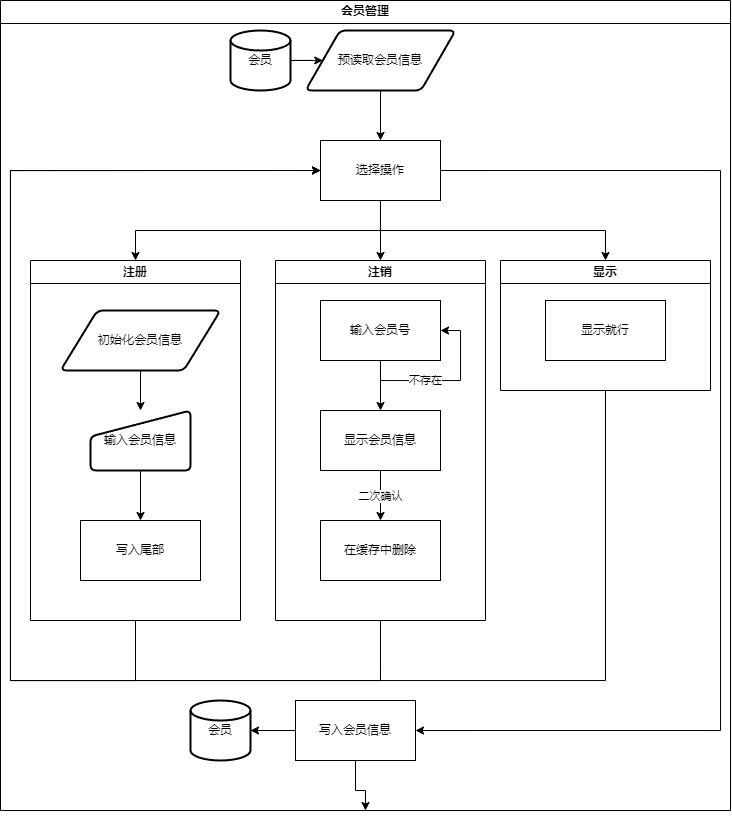 会员管理
会员
预读取会员信息
选择操作
注册
注销
显示
初始化会员信息
输入会员号
显示就行
不存在
输入会员信息
显示会员信息
二次确认
写入尾部
在缓存中删除
会员
写入会员信息